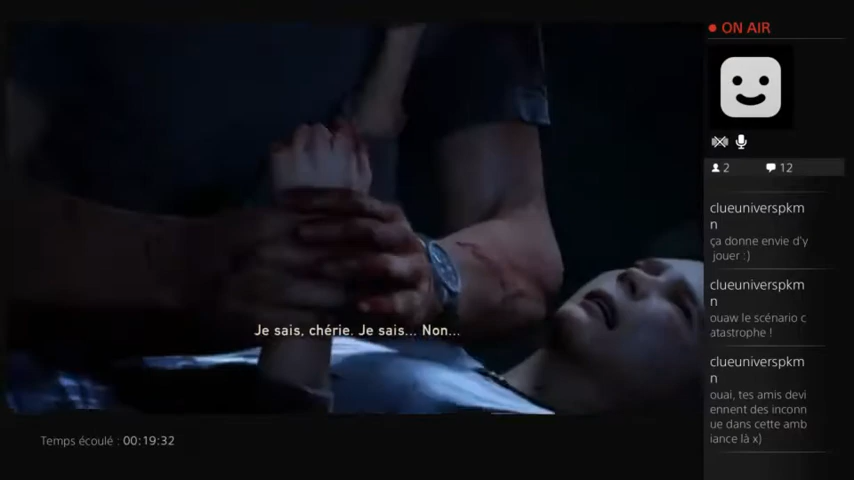 ON AIR
2 12
clueuniverspkm
n
ça donne envie d'y
jouer :)
clueuniverspkm
n
ouaw le scénario c
atastrophe !
clueuniverspkm
n
ouai, tes amis devi
ennent des inconn
ue dans cette amb
iance là x)
Je sais, chérie. Je sais... Non...
Temps écoulé : 00:19:32